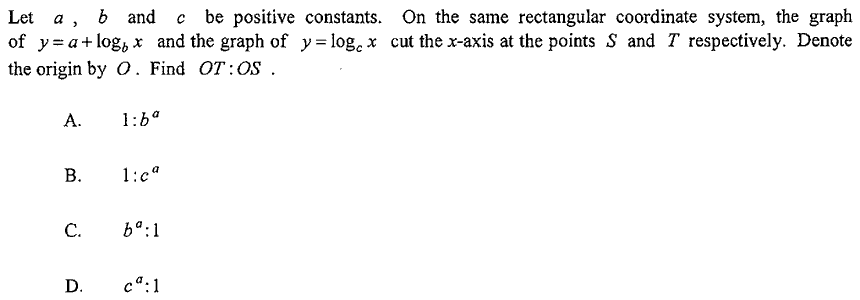 Let a , b and c be positive constants. On the same rectangular coordinate system, the graph
of y = a + log_b x and the graph of y = log_c x cut the x-axis at the points S and T respectively. Denote
the origin by O . Find OT : OS .
A. 1 : b^a
B. 1 : c^a
C. b^a : 1
D. c^a : 1